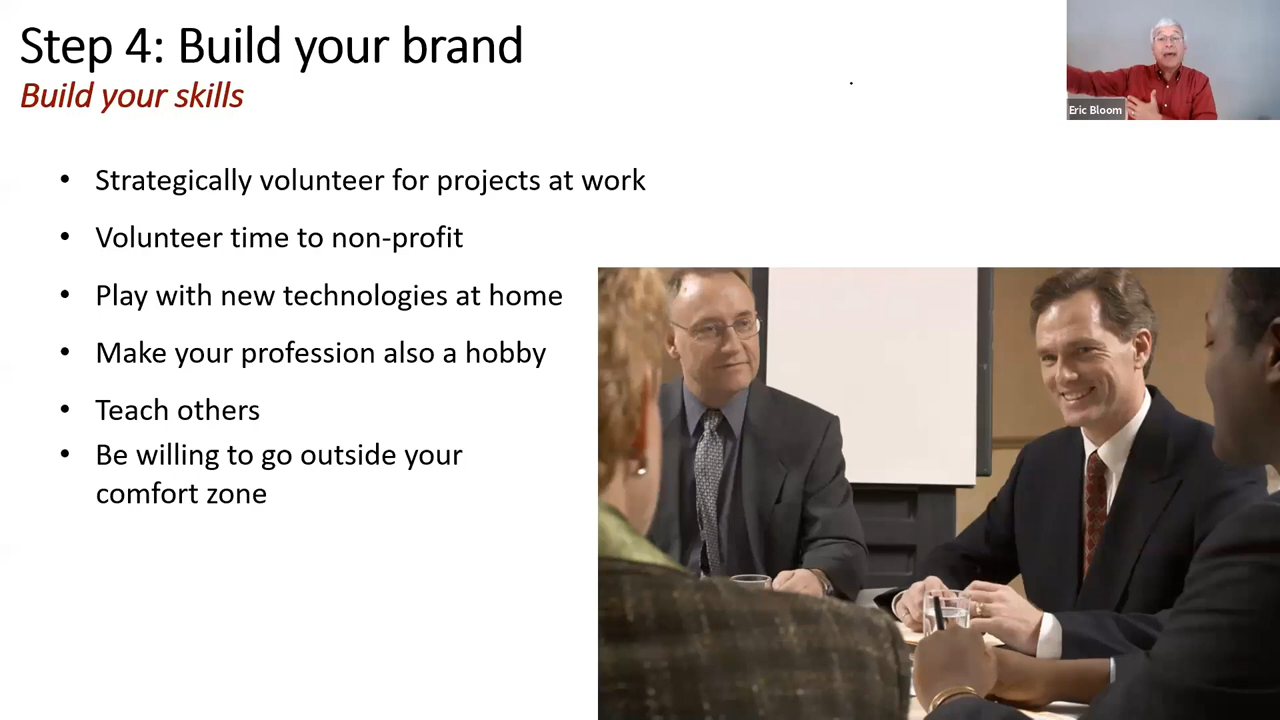 Step 4: Build your brand
Build your skills
Eric Bloom
• Strategically volunteer for projects at work
• Volunteer time to non-profit
• Play with new technologies at home
• Make your profession also a hobby
• Teach others
• Be willing to go outside your
comfort zone